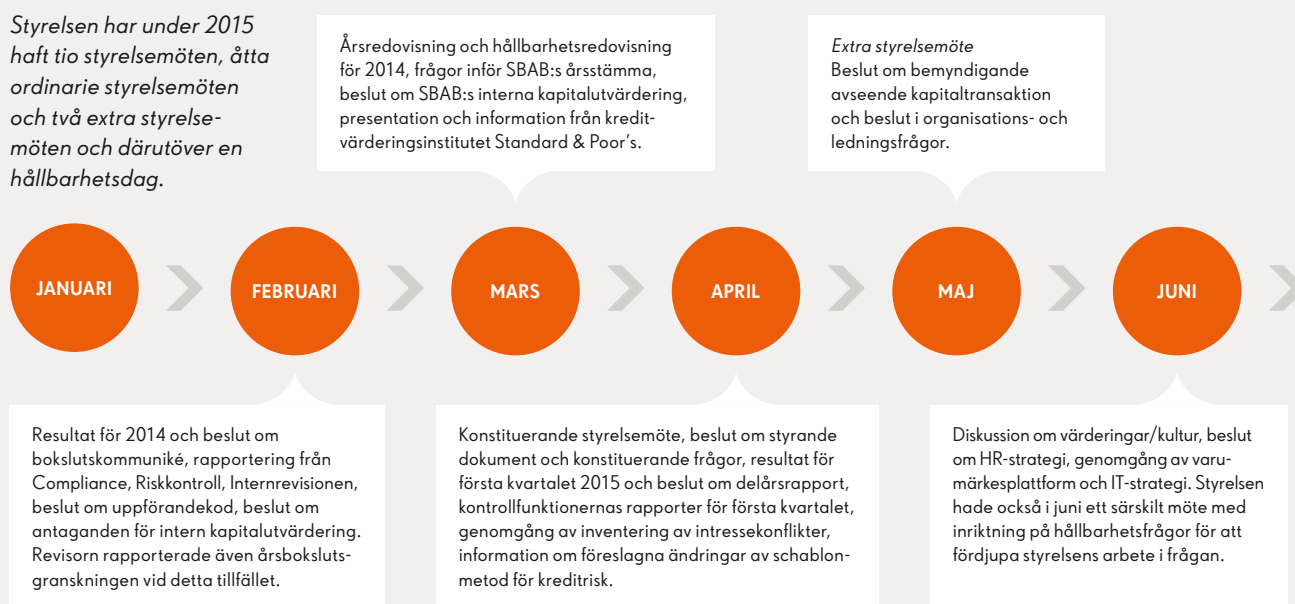 Styrelsen har under 2015
haft tio styrelsemöten, åtta
ordinarie styrelsemöten
och två extra styrelse-
möten och därutöver en
hållbarhetsdag.
Årsredovisning och hållbarhetsredovisning
för 2014, frågor inför SBAB:s årsstämma,
beslut om SBAB:s interna kapitalutvärdering,
presentation och information från kredit-
värderingsinstitutet Standard & Poor's.
Extra styrelsemöte
Beslut om bemyndigande
avseende kapitaltransaktion
och beslut i organisations- och
ledningsfrågor.
JANUARI
FEBRUARI
MARS
APRIL
MAJ
JUNI
Resultat för 2014 och beslut om
bokslutskommuniké, rapportering från
Compliance, Riskkontroll, Internrevisionen,
beslut om uppförandekod, beslut om
antaganden för intern kapitalutvärdering.
Revisorn rapporterade även årsboksluts-
granskningen vid detta tillfället.
Konstituerande styrelsemöte, beslut om styrande
dokument och konstituerande frågor, resultat för
första kvartalet 2015 och beslut om delårsrapport,
kontrollfunktionernas rapporter för första kvartalet,
genomgång av inventering av intressekonflikter,
information om föreslagna ändringar av schablon-
metod för kreditrisk.
Diskussion om värderingar/kultur, beslut
om HR-strategi, genomgång av varu-
märkesplattform och IT-strategi. Styrelsen
hade också i juni ett särskilt möte med
inriktning på hållbarhetsfrågor för att
fördjupa styrelsens arbete i frågan.